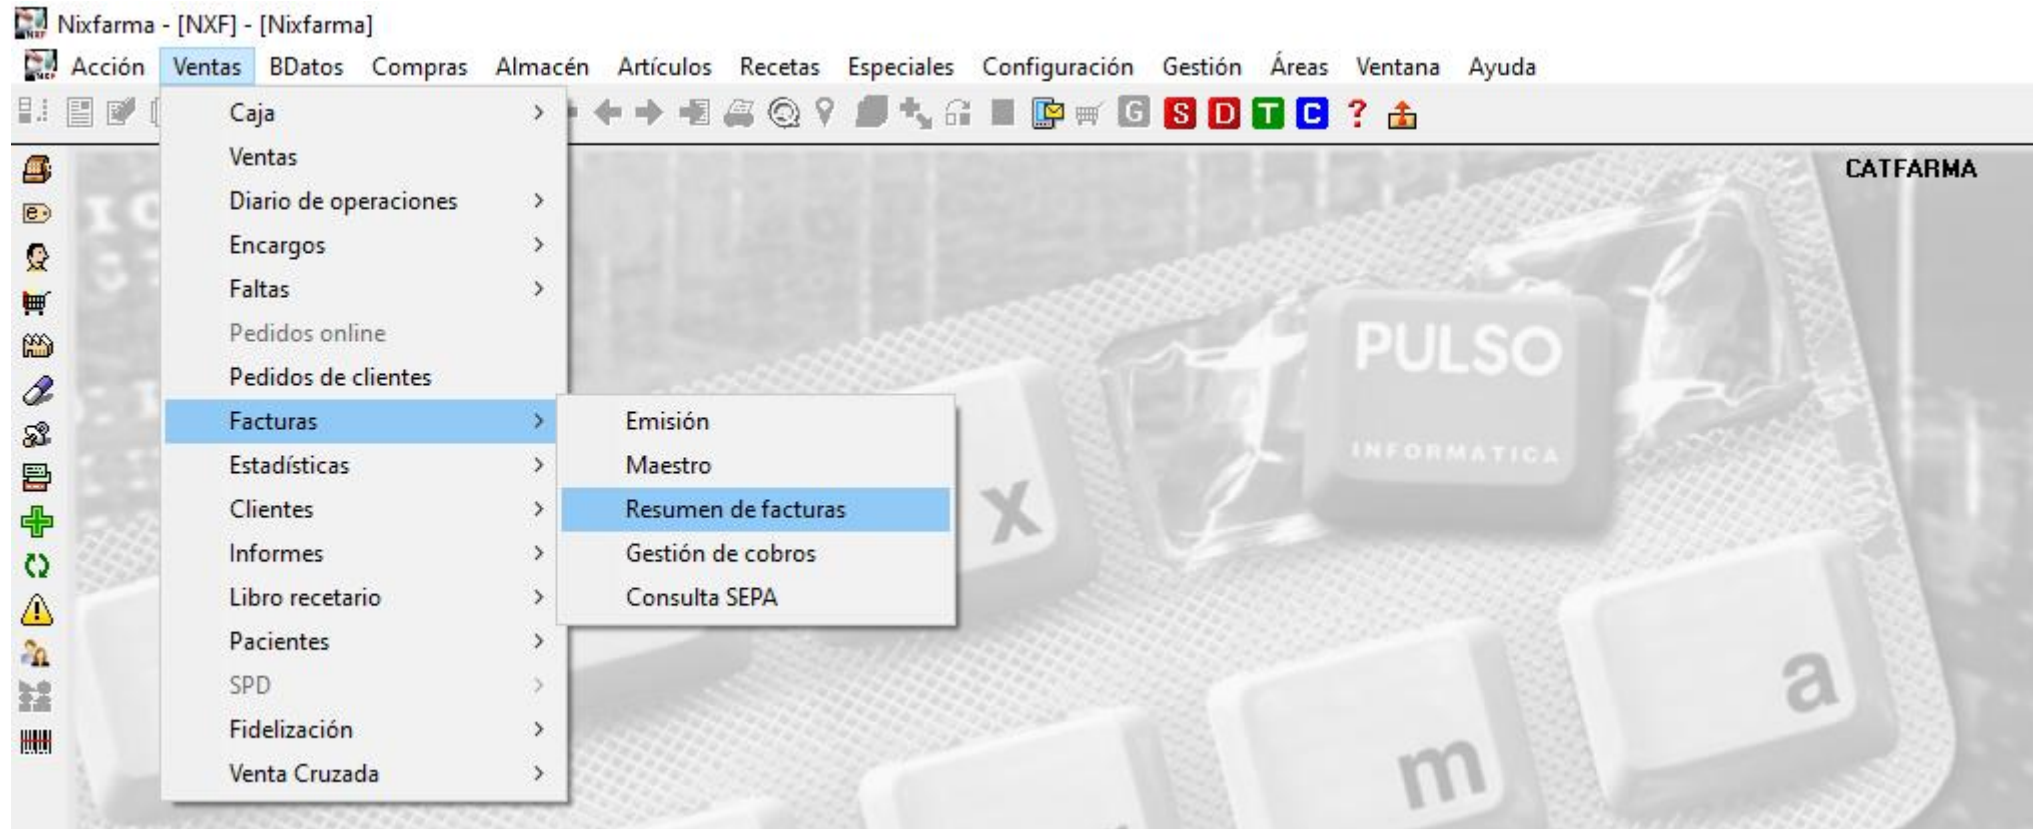 Nixfarma - [NXF] - [Nixfarma]
Acción Ventas BDatos Compras Almacén Artículos Recetas Especiales Configuración Gestión Áreas Ventana Ayuda
G S D T C ?
CATFARMA
Caja
Ventas
Diario de operaciones
Encargos
Faltas
Pedidos online
Pedidos de clientes
Facturas
Estadísticas
Clientes
Informes
Libro recetario
Pacientes
SPD
Fidelización
Venta Cruzada
Emisión
Maestro
Resumen de facturas
Gestión de cobros
Consulta SEPA
PULSO
INFORMÁTICA
x
m
a